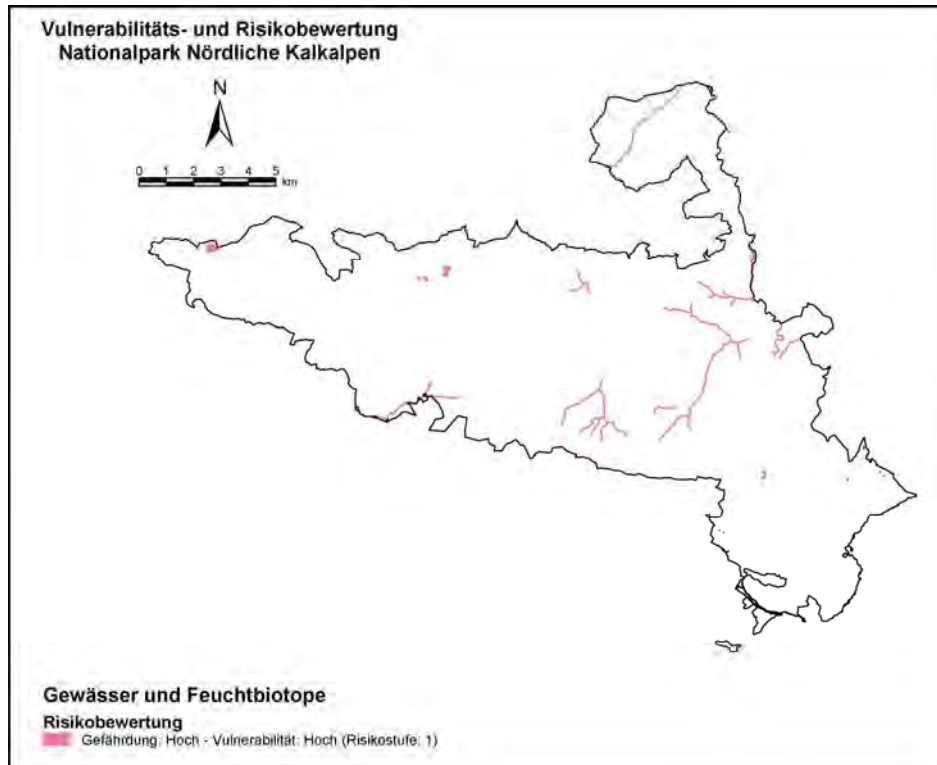 Vulnerabilitäts- und Risikobewertung
Nationalpark Nördliche Kalkalpen
N
0 1 2 3 4 5
km
Gewässer und Feuchtbiotope
Risikobewertung
Gefährdung: Hoch - Vulnerabilität: Hoch (Risikostufe: 1)